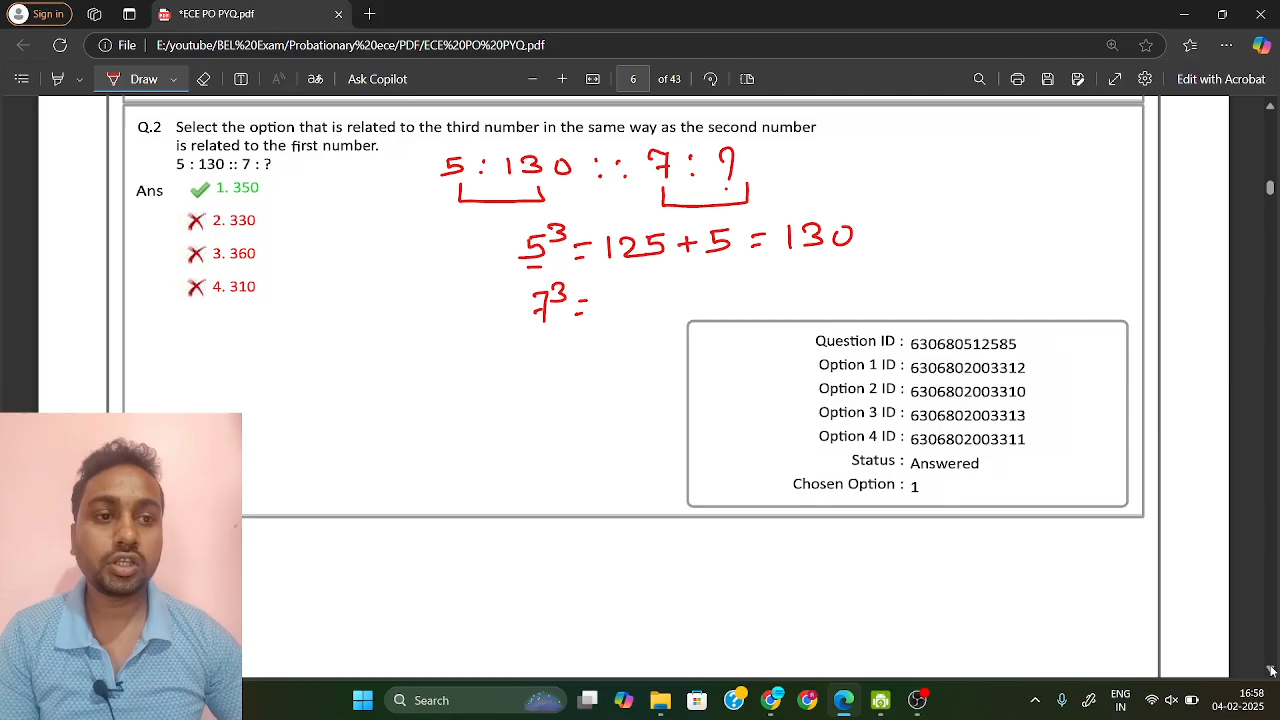 Sign in
*ECE PO PYQ.pdf
File E:/youtube/BEL%20Exam/Probationary%20ece/PDF/ECE%20PO%20PYQ.pdf
Draw Ask Copilot 6 of 43 Edit with Acrobat
Q.2 Select the option that is related to the third number in the same way as the second number
is related to the first number.
5 : 130 :: 7 : ?
5 : 130 :: 7 : ?
Ans 1. 350
2. 330
3. 360
4. 310
5³ = 125 + 5 = 130
7³ =
Question ID : 630680512585
Option 1 ID : 6306802003312
Option 2 ID : 6306802003310
Option 3 ID : 6306802003313
Option 4 ID : 6306802003311
Status : Answered
Chosen Option : 1
Search
ENG
IN
16:58
04-02-2025